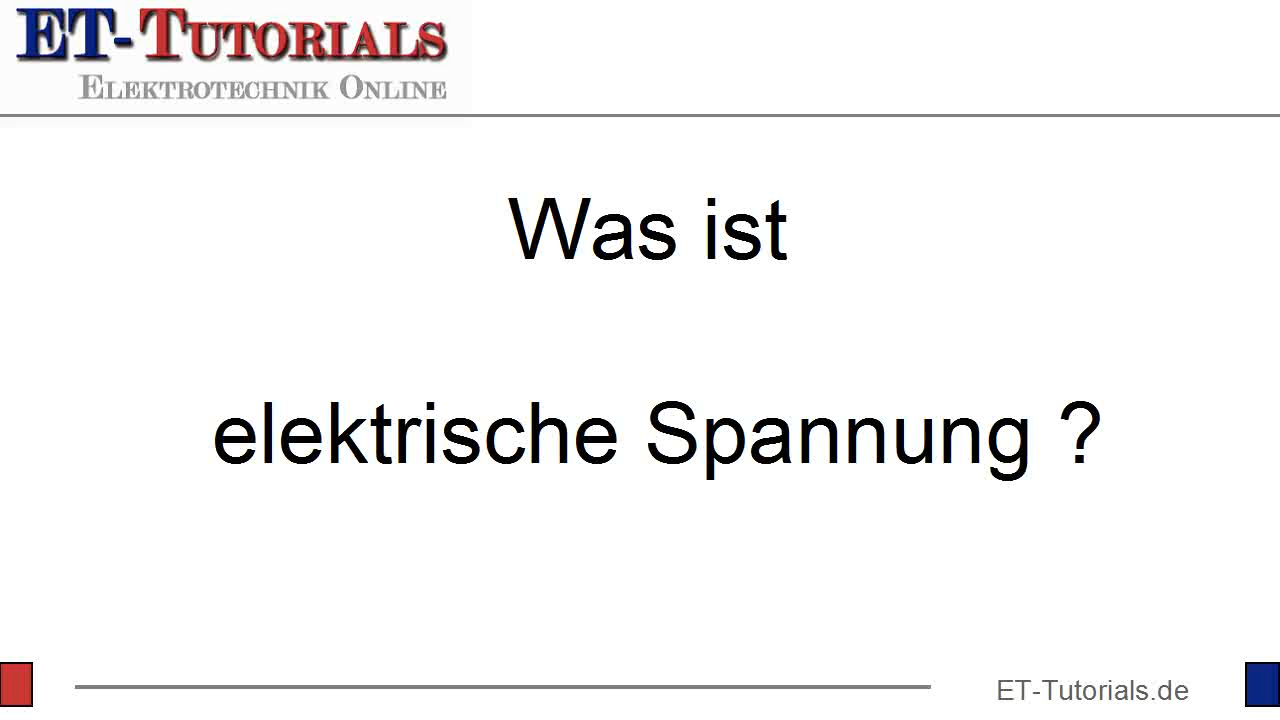 ET-TUTORIALS
ELEKTROTECHNIK ONLINE
Was ist
elektrische Spannung ?
ET-Tutorials.de